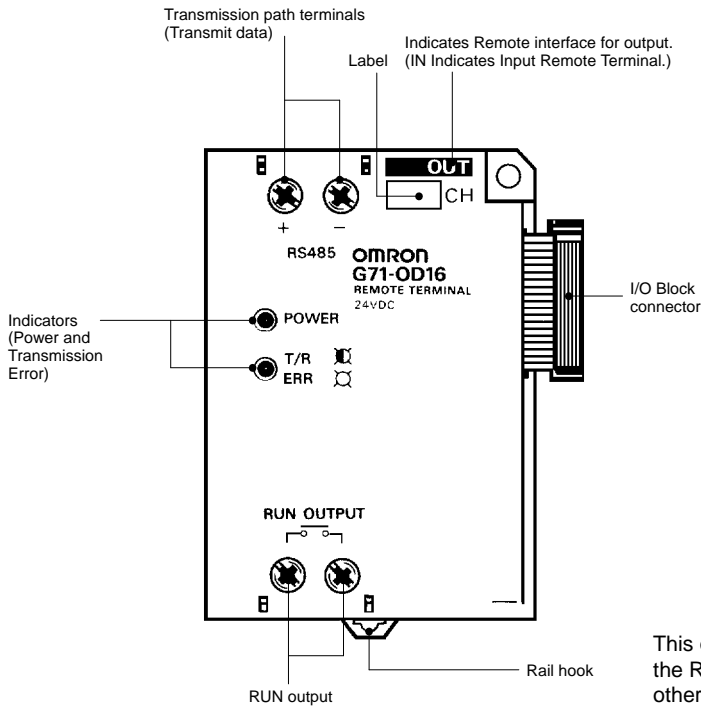 Transmission path terminals
(Transmit data)
Indicates Remote interface for output.
(IN Indicates Input Remote Terminal.)
Label
OUT
CH
+ −
RS485
OMRON
G71-OD16
REMOTE TERMINAL
24VDC
I/O Block
connector
Indicators
(Power and
Transmission
Error)
POWER
T/R
ERR
RUN OUTPUT
Rail hook
RUN output
This
the R
other